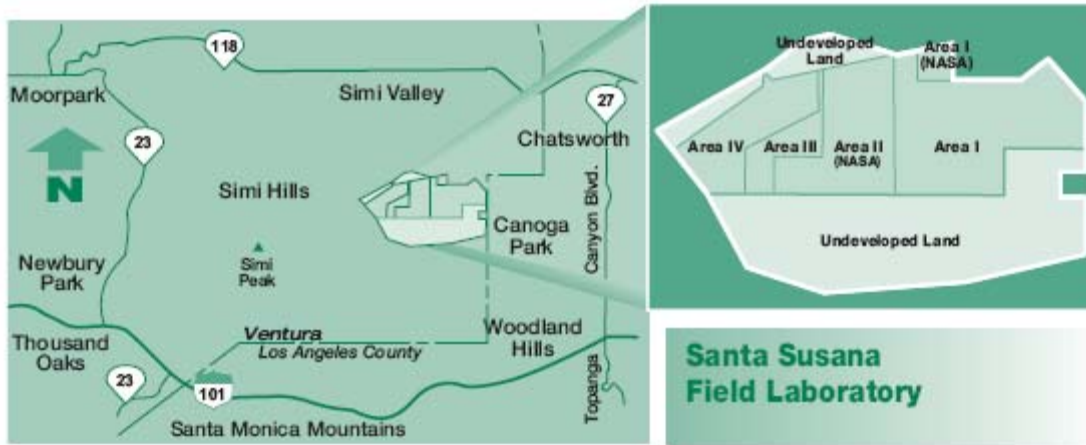 118
Moorpark
Simi Valley
27
23
Chatsworth
N
Simi Hills
Canyon Blvd.
Canoga
Park
Simi
Peak
Newbury
Park
Ventura
Los Angeles County
Woodland
Hills
Thousand
Oaks
23
101
Topanga
Santa Monica Mountains
Undeveloped
Land
Area I
(NASA)
Area IV
Area III
Area II
(NASA)
Area I
Undeveloped Land
Santa Susana
Field Laboratory